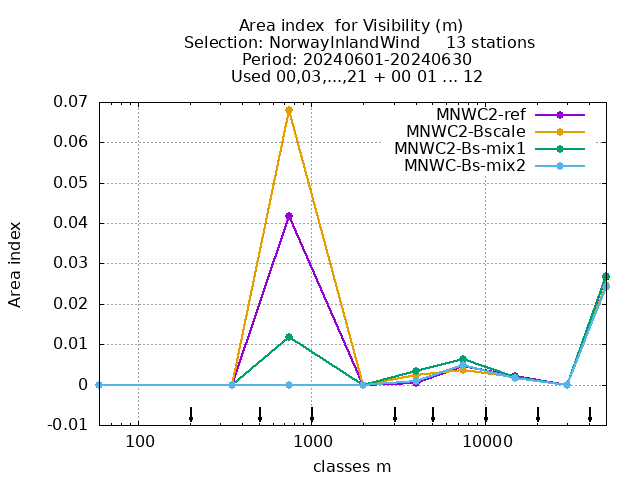 Area index  for Visibility (m)
Selection: NorwayInlandWind     13 stations
Period: 20240601-20240630
Used 00,03,...,21 + 00 01 ... 12
MNWC2-ref
MNWC2-Bscale
MNWC2-Bs-mix1
MNWC-Bs-mix2
0.07
0.06
0.05
0.04
0.03
0.02
0.01
0
-0.01
Area index
100
1000
10000
classes m